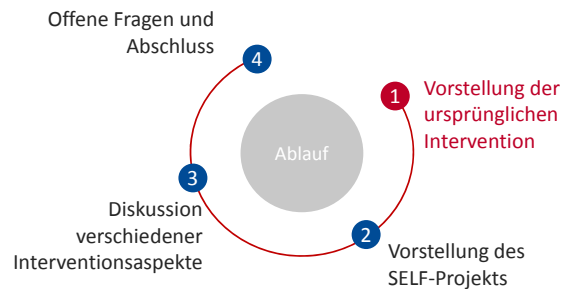 Offene Fragen und
Abschluss
4
1
Vorstellung der
ursprünglichen
Intervention
Ablauf
3
Diskussion
verschiedener
Interventionsaspekte
2
Vorstellung des
SELF-Projekts